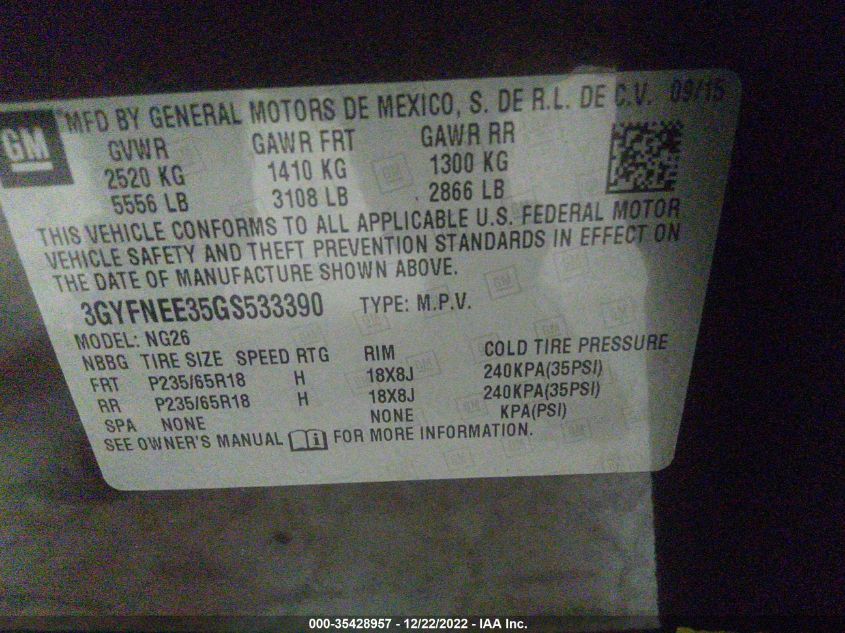 GM
MFD BY GENERAL MOTORS DE MEXICO, S. DE R.L. DE C.V. 09/15
GVWR GAWR FRT GAWR RR
2520 KG 1410 KG 1300 KG
5556 LB 3108 LB 2866 LB
THIS VEHICLE CONFORMS TO ALL APPLICABLE U.S. FEDERAL MOTOR
VEHICLE SAFETY AND THEFT PREVENTION STANDARDS IN EFFECT ON
THE DATE OF MANUFACTURE SHOWN ABOVE.
3GYFNEE35GS533390 TYPE: M.P.V.
MODEL: NG26
NBBG TIRE SIZE SPEED RTG RIM COLD TIRE PRESSURE
FRT P235/65R18 H 18X8J 240KPA(35PSI)
RR P235/65R18 H 18X8J 240KPA(35PSI)
SPA NONE NONE KPA(PSI)
SEE OWNER'S MANUAL FOR MORE INFORMATION.
000-35428957 - 12/22/2022 - IAA Inc.